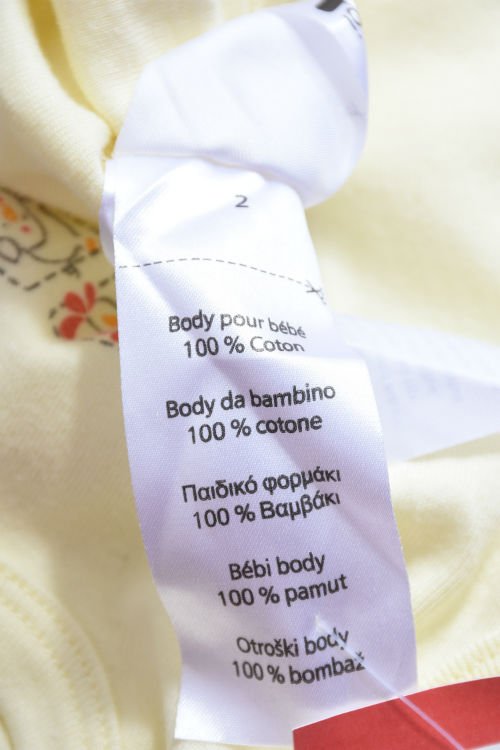 2
Body pour bébé
100 % Coton
Body da bambino
100 % cotone
Παιδικό φορμάκι
100 % Βαμβάκι
Bébi body
100 % pamut
Otroški body
100 % bombaž